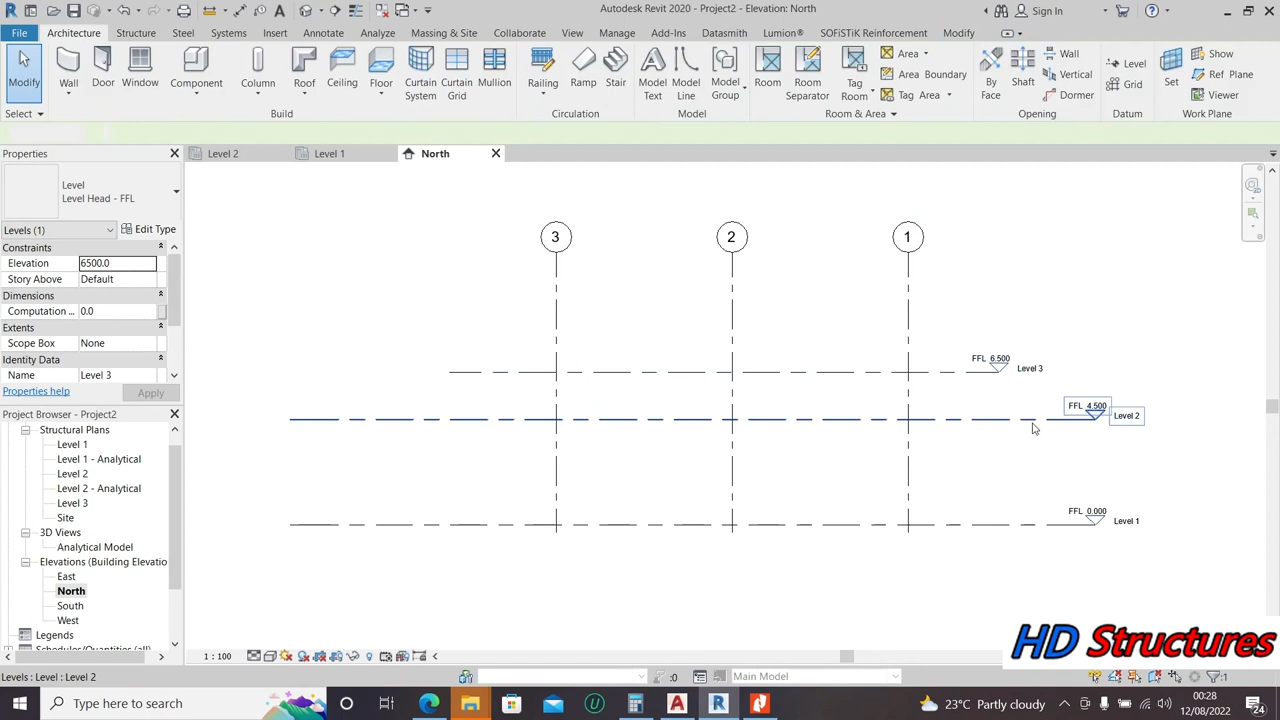 Autodesk Revit 2020 - Project2 - Elevation: North
Sign In
File
Architecture
Structure
Steel
Systems
Insert
Annotate
Analyze
Massing & Site
Collaborate
View
Manage
Add-Ins
Datasmith
Lumion®
SOFiSTiK Reinforcement
Modify
Modify
Wall
Door
Window
Component
Column
Roof
Ceiling
Floor
Curtain System
Curtain Grid
Mullion
Railing
Ramp
Stair
Model Text
Model Line
Model Group
Room
Room Separator
Tag Room
Area
Area Boundary
Tag Area
By Face
Shaft
Wall
Vertical
Dormer
Level
Grid
Set
Show
Ref Plane
Viewer
Select
Build
Circulation
Model
Room & Area
Opening
Datum
Work Plane
Properties
Level 2
Level 1
North
Level
Level Head - FFL
Levels (1)
Edit Type
Constraints
Elevation 6500.0
Story Above Default
Dimensions
Computation ... 0.0
Extents
Scope Box None
Identity Data
Name Level 3
Properties help
Apply
Project Browser - Project2
Structural Plans
Level 1
Level 1 - Analytical
Level 2
Level 2 - Analytical
Level 3
Site
3D Views
Analytical Model
Elevations (Building Elevatio
East
North
South
West
Legends
Schedules/Quantities (all)
3
2
1
FFL 6.500
Level 3
FFL 4.500
Level 2
FFL 0.000
Level 1
HD Structures
1 : 100
Levels : Level : Level 2
:0
Main Model
:1
Type here to search
23°C Partly cloudy
00:28
12/08/2022
24